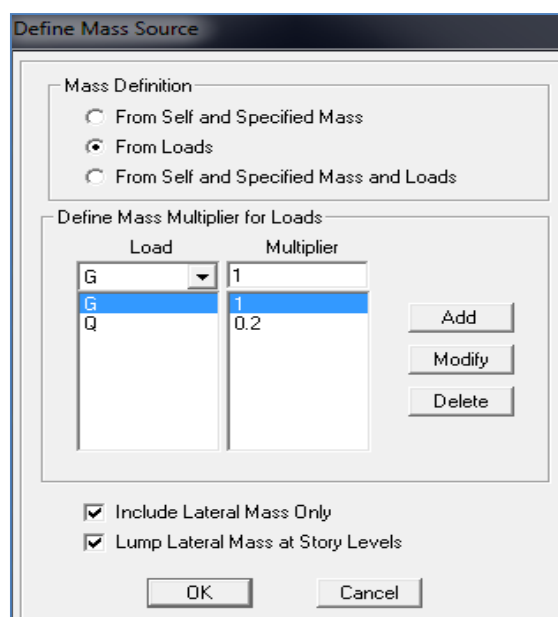 Define Mass Source
Mass Definition
From Self and Specified Mass
From Loads
From Self and Specified Mass and Loads
Define Mass Multiplier for Loads
Load Multiplier
G 1
G 1
Q 0.2
Add
Modify
Delete
Include Lateral Mass Only
Lump Lateral Mass at Story Levels
OK Cancel